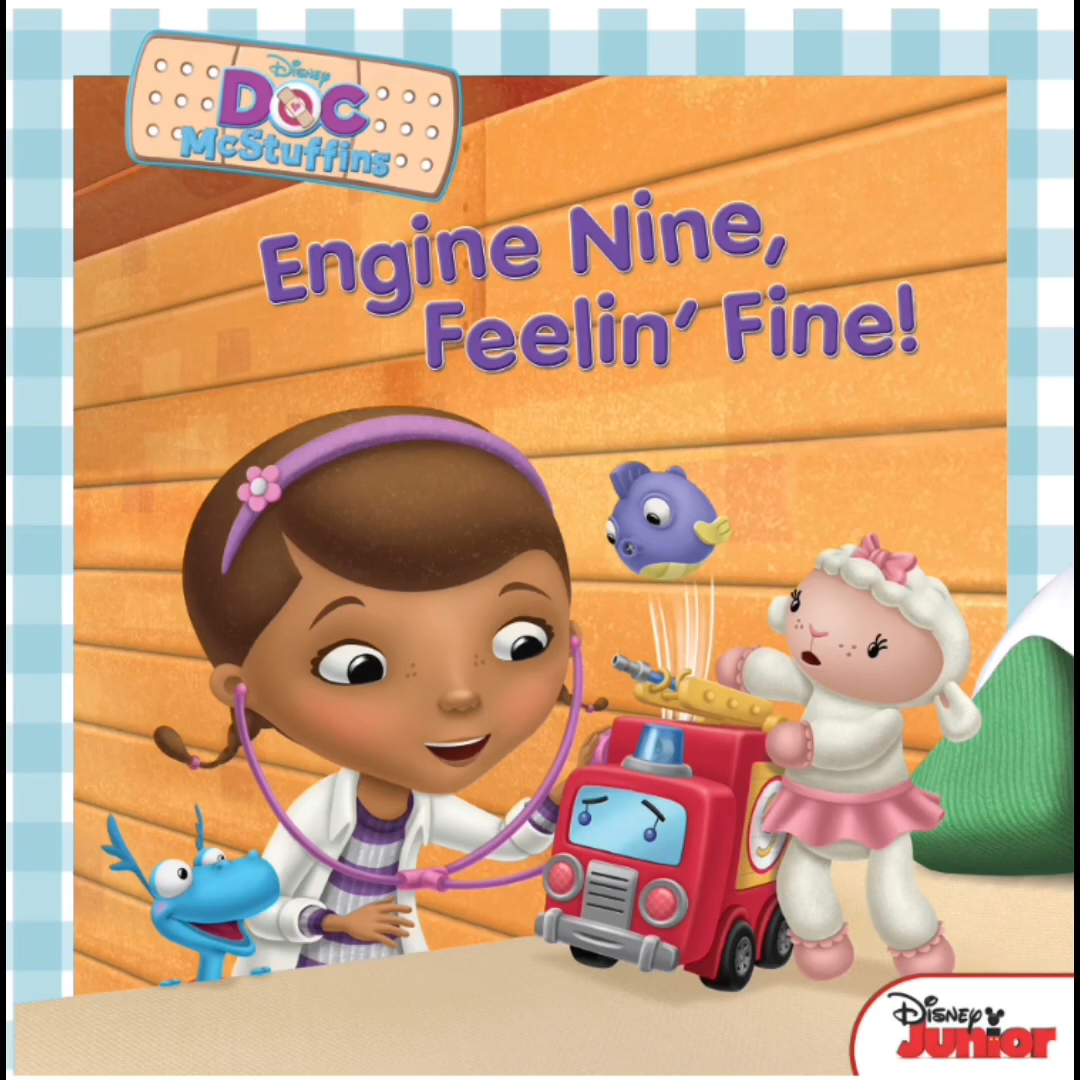 Disney
DOC
McStuffins
Engine Nine,
Feelin' Fine!
Disney
Junior